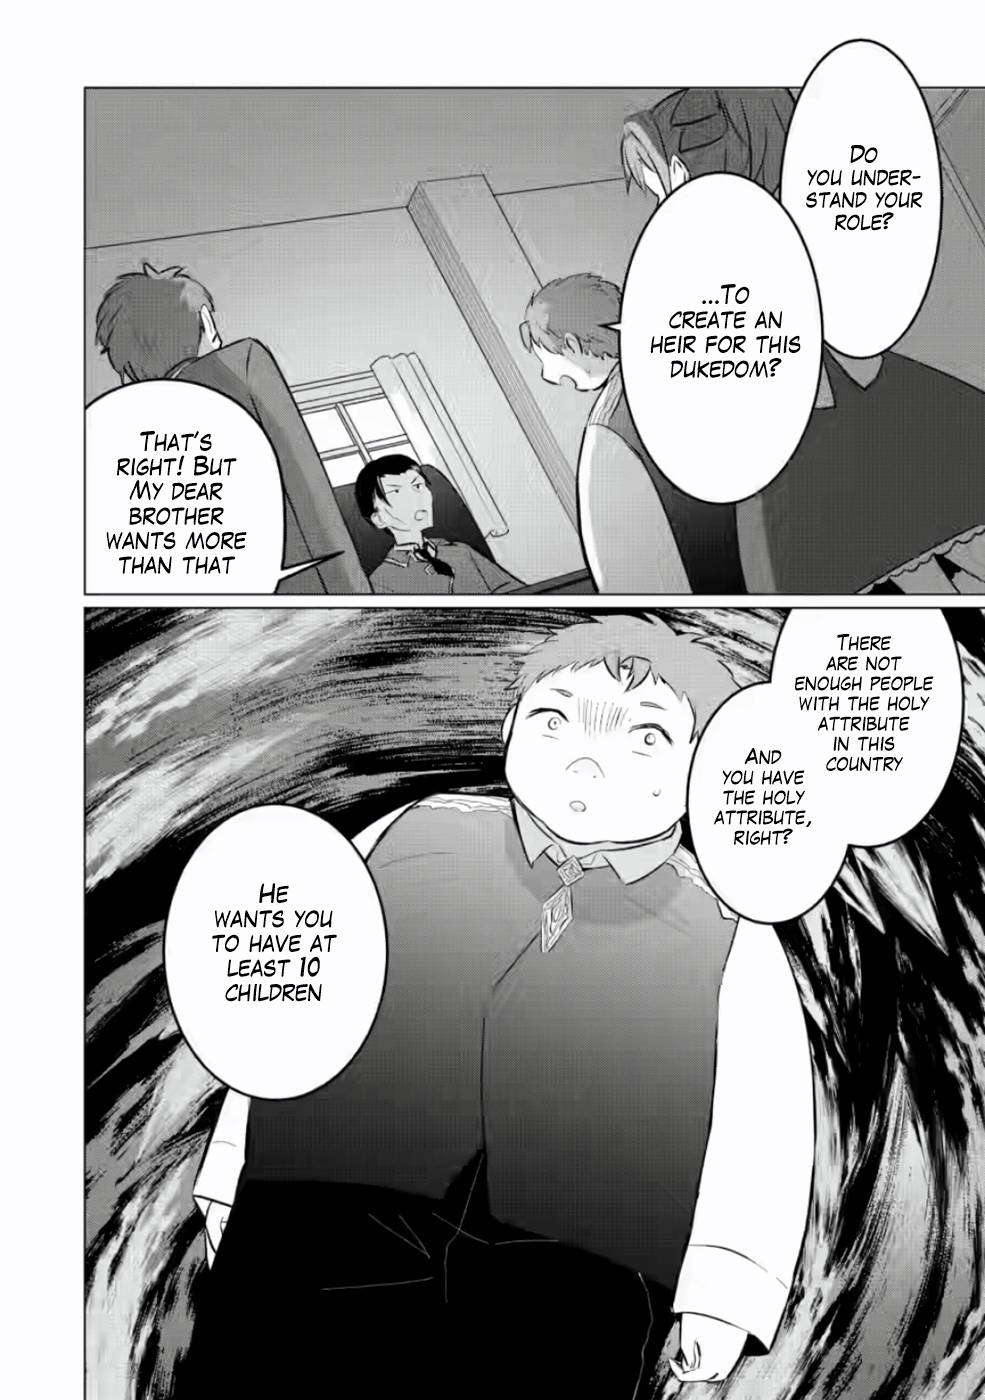 DO
YOU UNDER-
STAND YOUR
ROLE?
...TO
CREATE AN
HEIR FOR THIS
DUKEDOM?
THAT'S
RIGHT! BUT
MY DEAR
BROTHER
WANTS MORE
THAN THAT
THERE
ARE NOT
ENOUGH PEOPLE
WITH THE HOLY
ATTRIBUTE
IN THIS
COUNTRY
AND
YOU HAVE
THE HOLY
ATTRIBUTE,
RIGHT?
HE
WANTS YOU
TO HAVE AT
LEAST 10
CHILDREN